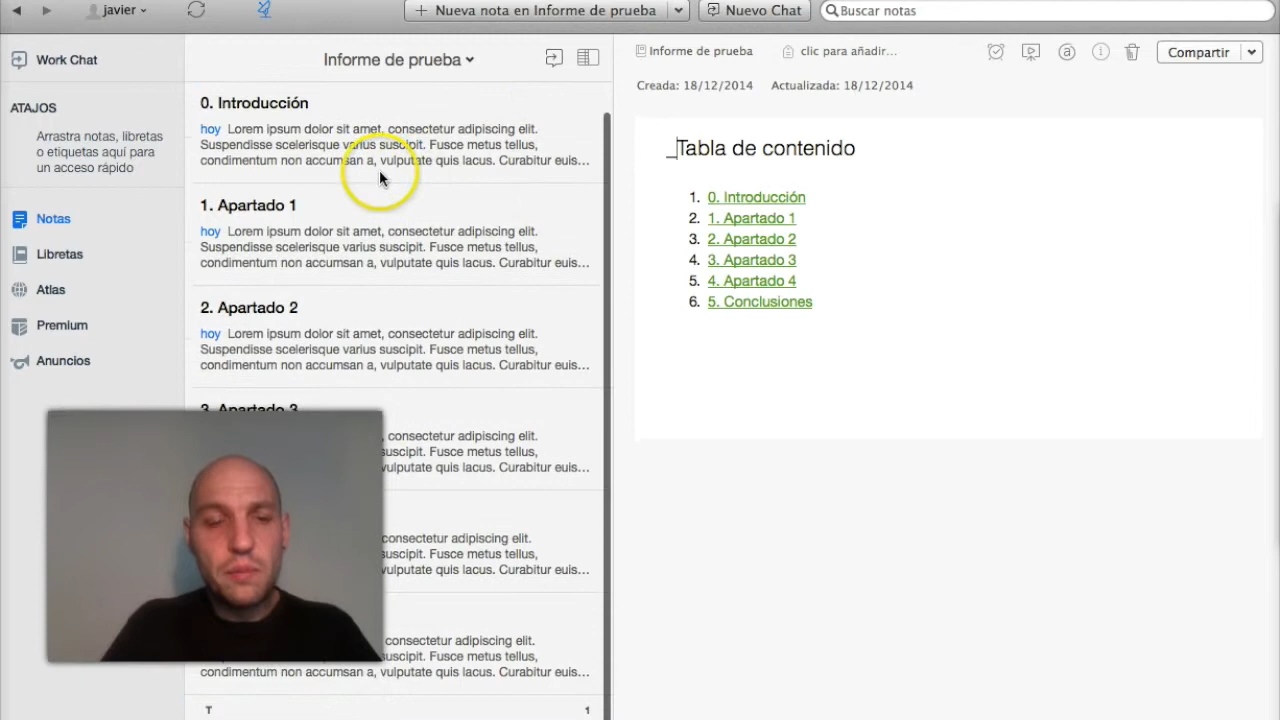 javier
Nueva nota en Informe de prueba
Nuevo Chat
Buscar notas
Work Chat
ATAJOS
Arrastra notas, libretas
o etiquetas aquí para
un acceso rápido
Notas
Libretas
Atlas
Premium
Anuncios
Informe de prueba
0. Introducción
hoy Lorem ipsum dolor sit amet, consectetur adipiscing elit.
Suspendisse scelerisque varius suscipit. Fusce metus tellus,
condimentum non accumsan a, vulputate quis lacus. Curabitur euis...
1. Apartado 1
hoy Lorem ipsum dolor sit amet, consectetur adipiscing elit.
Suspendisse scelerisque varius suscipit. Fusce metus tellus,
condimentum non accumsan a, vulputate quis lacus. Curabitur euis...
2. Apartado 2
hoy Lorem ipsum dolor sit amet, consectetur adipiscing elit.
Suspendisse scelerisque varius suscipit. Fusce metus tellus,
condimentum non accumsan a, vulputate quis lacus. Curabitur euis...
3. Apartado 3
, consectetur adipiscing elit.
suscipit. Fusce metus tellus,
vulputate quis lacus. Curabitur euis...
consectetur adipiscing elit.
suscipit. Fusce metus tellus,
vulputate quis lacus. Curabitur euis...
consectetur adipiscing elit.
suscipit. Fusce metus tellus,
vulputate quis lacus. Curabitur euis...
T 1
Informe de prueba
clic para añadir...
Compartir
Creada: 18/12/2014 Actualizada: 18/12/2014
_Tabla de contenido
1. 0. Introducción
2. 1. Apartado 1
3. 2. Apartado 2
4. 3. Apartado 3
5. 4. Apartado 4
6. 5. Conclusiones